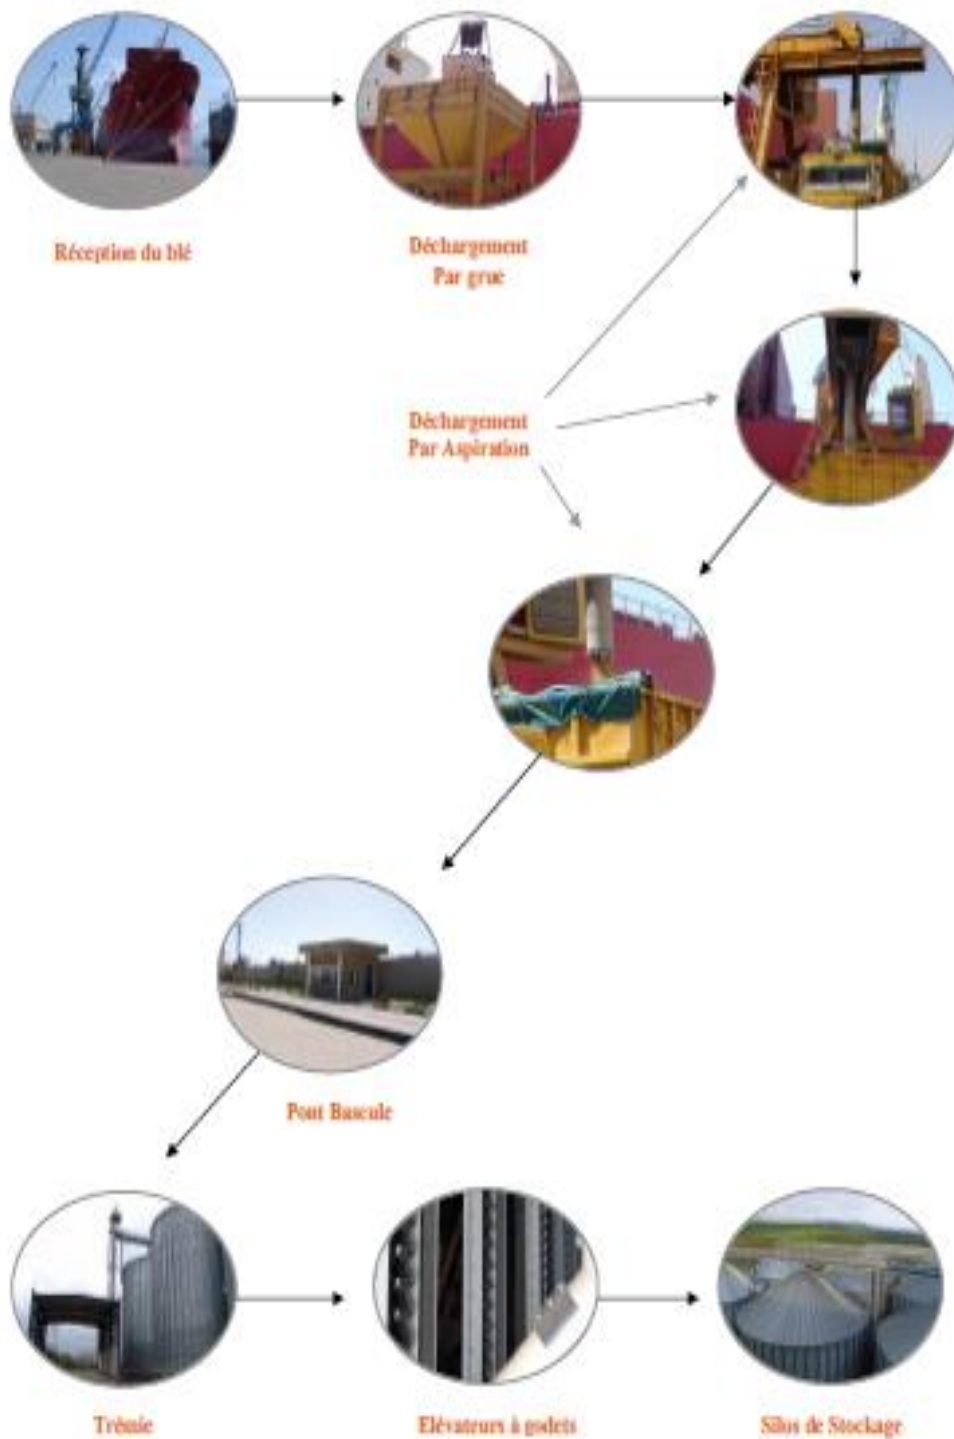 Réception du blé
Déchargement
Par grue
Déchargement
Par Aspiration
Pont Bascule
Trémie
Elévateurs à godets
Silos de Stockage